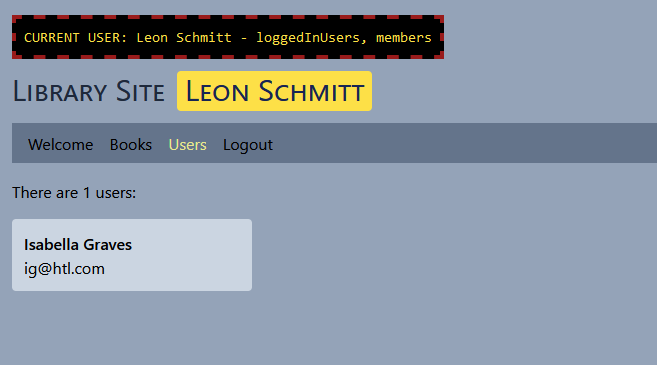 CURRENT USER: Leon Schmitt - loggedInUsers, members
Library Site Leon Schmitt
Welcome Books Users Logout
There are 1 users:
Isabella Graves
ig@htl.com